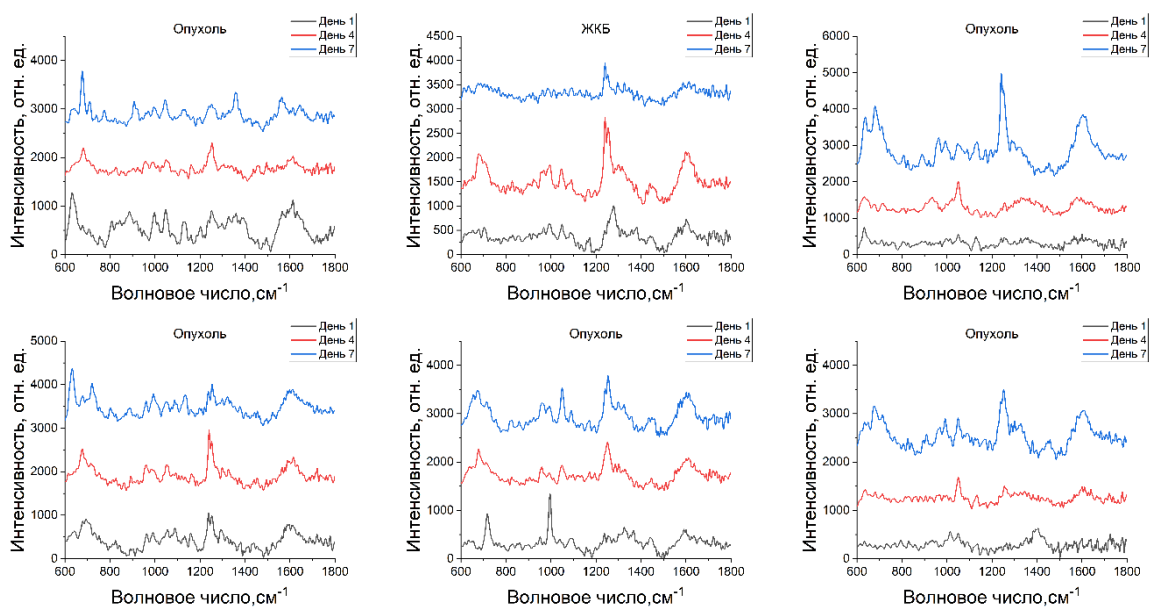 Опухоль
День 1
День 4
День 7
Интенсивность, отн. ед.
4000
3000
2000
1000
0
600 800 1000 1200 1400 1600 1800
Волновое число,см⁻¹
ЖКБ
День 1
День 4
День 7
Интенсивность, отн. ед.
4500
4000
3500
3000
2500
2000
1500
1000
500
0
600 800 1000 1200 1400 1600 1800
Волновое число,см⁻¹
Опухоль
День 1
День 4
День 7
Интенсивность, отн. ед.
6000
5000
4000
3000
2000
1000
0
600 800 1000 1200 1400 1600 1800
Волновое число,см⁻¹
Опухоль
День 1
День 4
День 7
Интенсивность, отн. ед.
5000
4000
3000
2000
1000
0
600 800 1000 1200 1400 1600 1800
Волновое число,см⁻¹
Опухоль
День 1
День 4
День 7
Интенсивность, отн. ед.
4000
3000
2000
1000
0
600 800 1000 1200 1400 1600 1800
Волновое число,см⁻¹
Опухоль
День 1
День 4
День 7
Интенсивность, отн. ед.
4000
3000
2000
1000
0
600 800 1000 1200 1400 1600 1800
Волновое число,см⁻¹